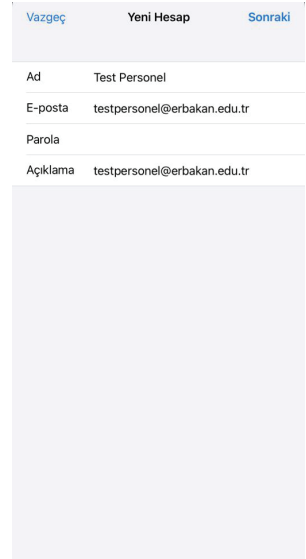 Vazgeç Yeni Hesap Sonraki
Ad Test Personel
E-posta testpersonel@erbakan.edu.tr
Parola
Açıklama testpersonel@erbakan.edu.tr